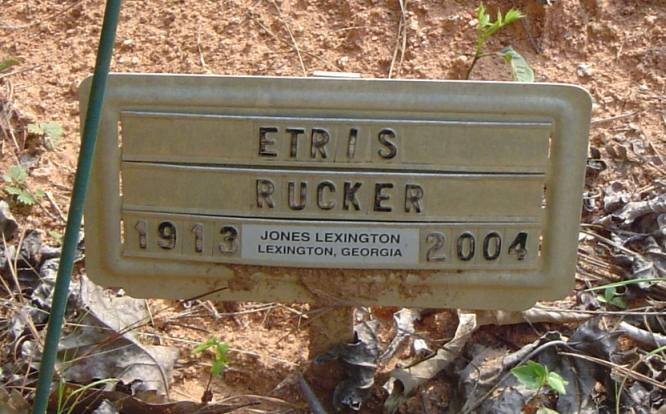 ETRIS
RUCKER
1913 JONES LEXINGTON 2004
LEXINGTON, GEORGIA